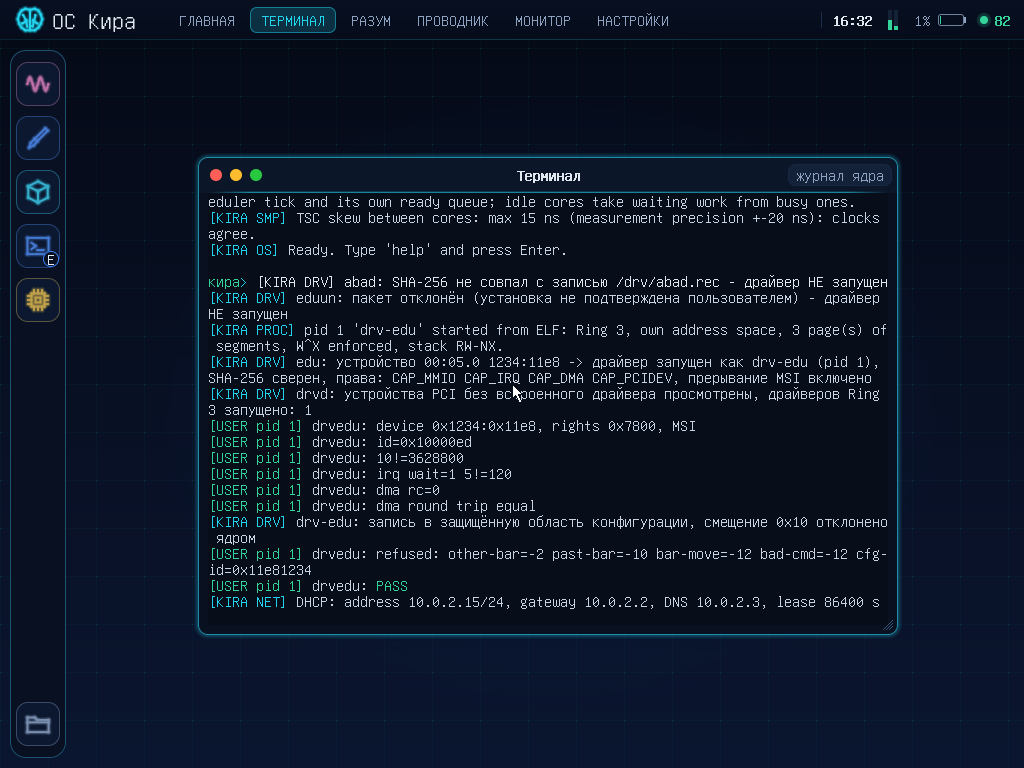 ОС Кира
ГЛАВНАЯ ТЕРМИНАЛ РАЗУМ ПРОВОДНИК МОНИТОР НАСТРОЙКИ
16:32 1% 82
E
Терминал
журнал ядра
eduler tick and its own ready queue; idle cores take waiting work from busy ones.
[KIRA SMP] TSC skew between cores: max 15 ns (measurement precision +-20 ns): clocks
agree.
[KIRA OS] Ready. Type 'help' and press Enter.
кира> [KIRA DRV] abad: SHA-256 не совпал с записью /drv/abad.rec - драйвер НЕ запущен
[KIRA DRV] eduun: пакет отклонён (установка не подтверждена пользователем) - драйвер
НЕ запущен
[KIRA PROC] pid 1 'drv-edu' started from ELF: Ring 3, own address space, 3 page(s) of
segments, W^X enforced, stack RW-NX.
[KIRA DRV] edu: устройство 00:05.0 1234:11e8 -> драйвер запущен как drv-edu (pid 1),
SHA-256 сверен, права: CAP_MMIO CAP_IRQ CAP_DMA CAP_PCIDEV, прерывание MSI включено
[KIRA DRV] drvd: устройства PCI без встроенного драйвера просмотрены, драйверов Ring
3 запущено: 1
[USER pid 1] drvedu: device 0x1234:0x11e8, rights 0x7800, MSI
[USER pid 1] drvedu: id=0x10000ed
[USER pid 1] drvedu: 10!=3628800
[USER pid 1] drvedu: irq wait=1 5!=120
[USER pid 1] drvedu: dma rc=0
[USER pid 1] drvedu: dma round trip equal
[KIRA DRV] drv-edu: запись в защищённую область конфигурации, смещение 0x10 отклонено
ядром
[USER pid 1] drvedu: refused: other-bar=-2 past-bar=-10 bar-move=-12 bad-cmd=-12 cfg-
id=0x11e81234
[USER pid 1] drvedu: PASS
[KIRA NET] DHCP: address 10.0.2.15/24, gateway 10.0.2.2, DNS 10.0.2.3, lease 86400 s